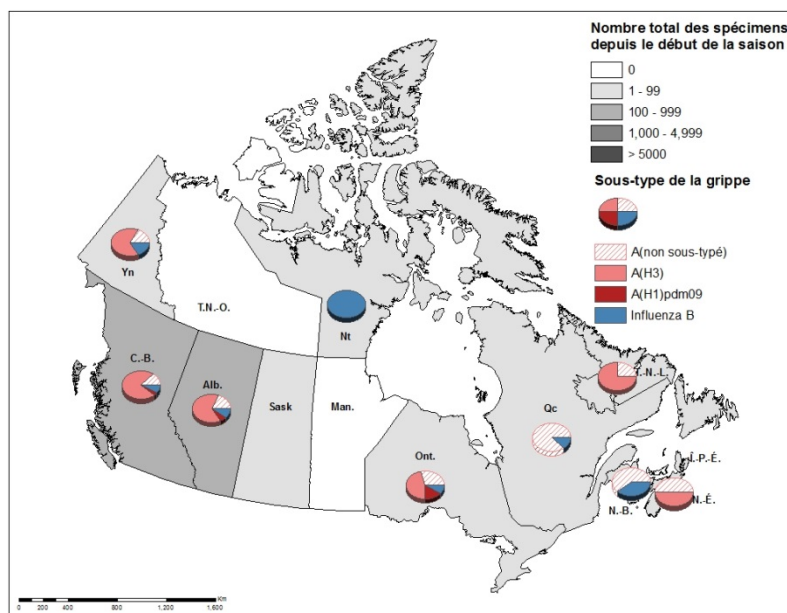 Nombre total des spécimens
depuis le début de la saison
0
1 - 99
100 - 999
1,000 - 4,999
> 5000
Sous-type de la grippe
A(non sous-typé)
A(H3)
A(H1)pdm09
Influenza B
Yn
T.N.-O.
Nt
C.-B.
Alb.
Sask
Man.
Ont.
Qc
.-N.-L.
Î.-P.-É.
N.-B.
N.-É.
Km
0 200 400 800 1,200 1,600